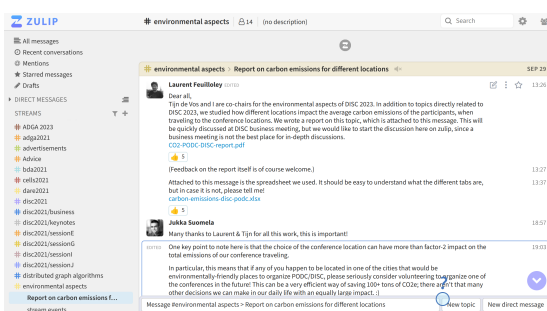 ZULIP
# environmental aspects 14 (no description)
Search
All messages
Recent conversations
Mentions
Starred messages
Drafts
DIRECT MESSAGES
STREAMS
# ADGA 2023
# adga2021
# advertisements
# Advice
# bda2021
# cells2021
# dare2021
# disc2021
# disc2021/business
# disc2021/keynotes
# disc2021/sessionE
# disc2021/sessionG
# disc2021/sessionI
# disc2021/sessionJ
# distributed graph algorithms
# environmental aspects
Report on carbon emissions f...
stream events
# environmental aspects > Report on carbon emissions for different locations
SEP 29
Laurent Feuilloley EDITED
13:26
Dear all,
Tijn de Vos and I are co-chairs for the environmental aspects of DISC 2023. In addition to topics directly related to
DISC 2023, we studied how different locations impact the average carbon emissions of the participants, when
traveling to the conference locations. We wrote a report on this topic, which is attached to this message. This will
be quickly discussed at DISC business meeting, but we would like to start the discussion here on zulip, since a
business meeting is not the best place for in-depth discussions.
CO2-PODC-DISC-report.pdf
5
(Feedback on the report itself is of course welcome.)
13:27
Attached to this message is the spreadsheet we used. It should be easy to understand what the different tabs are,
13:37
but in case it is not, please tell me!
carbon-emissions-disc-podc.xlsx
5
Jukka Suomela
18:57
Many thanks to Laurent & Tijn for all this work, this is important!
EDITED
One key point to note here is that the choice of the conference location can have more than factor-2 impact on the
19:03
total emissions of our conference traveling.
In particular, this means that if any of you happen to be located in one of the cities that would be
environmentally-friendly places to organize PODC/DISC, please seriously consider volunteering to organize one of
the conferences in the future! This can be a very efficient way of saving 100+ tons of CO2e; there aren't that many
other decisions we can make in our daily life with an equally large impact. :)
Message #environmental aspects > Report on carbon emissions for different locations
New topic
New direct message